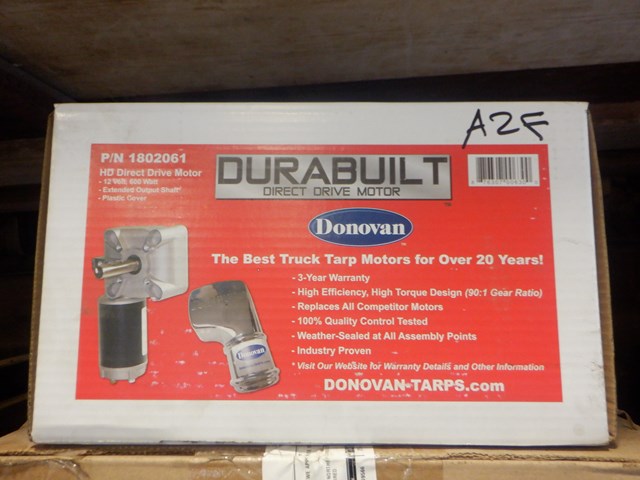 A2F
P/N 1802061
HD Direct Drive Motor
- 12 Volt, 600 Watt
- Extended Output Shaft
- Plastic Cover
DURABUILT
DIRECT DRIVE MOTOR
Donovan
The Best Truck Tarp Motors for Over 20 Years!
- 3-Year Warranty
- High Efficiency, High Torque Design (90:1 Gear Ratio)
- Replaces All Competitor Motors
- 100% Quality Control Tested
- Weather-Sealed at All Assembly Points
- Industry Proven
* Visit Our Website for Warranty Details and Other Information
DONOVAN-TARPS.com
Donovan